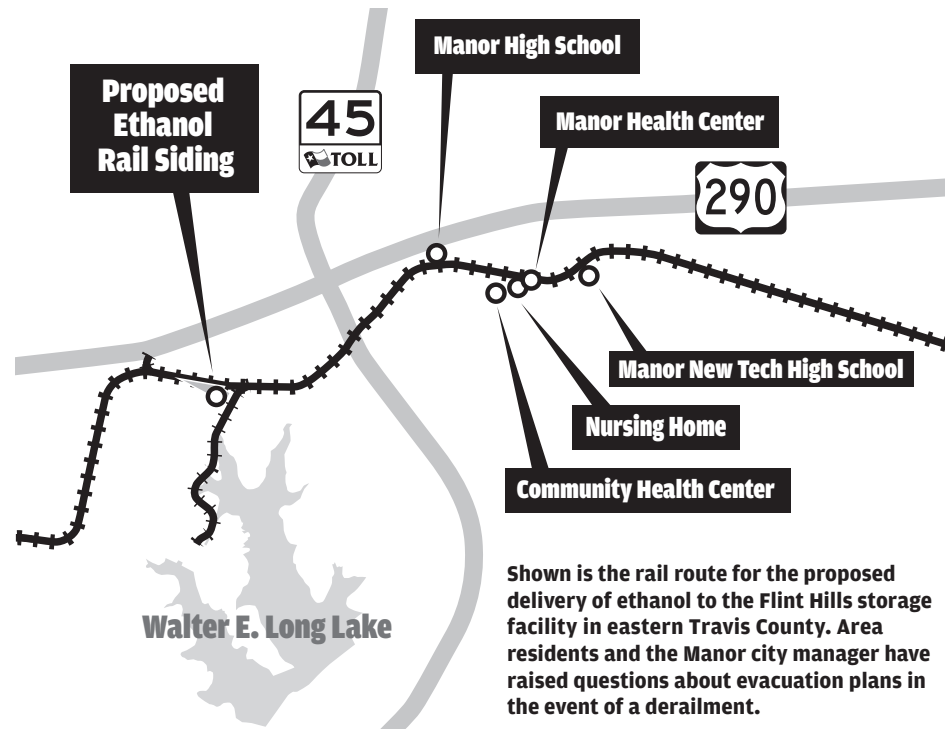 Manor High School
Proposed
Ethanol
Rail Siding
45
TOLL
Manor Health Center
290
Manor New Tech High School
Nursing Home
Community Health Center
Walter E. Long Lake
Shown is the rail route for the proposed
delivery of ethanol to the Flint Hills storage
facility in eastern Travis County. Area
residents and the Manor city manager have
raised questions about evacuation plans in
the event of a derailment.